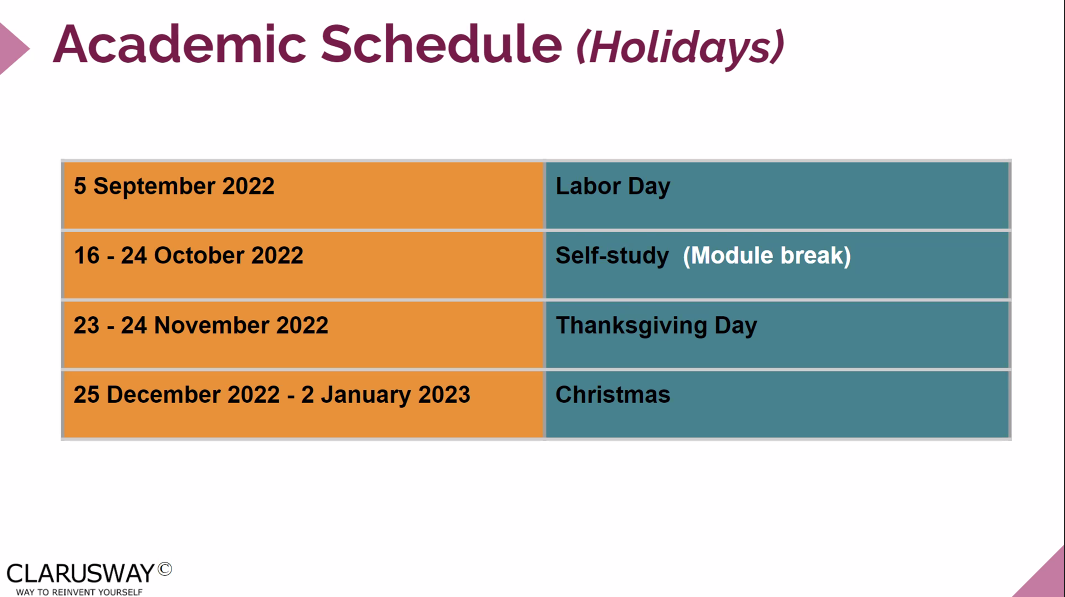 Academic Schedule (Holidays)
5 September 2022 Labor Day
16 - 24 October 2022 Self-study (Module break)
23 - 24 November 2022 Thanksgiving Day
25 December 2022 - 2 January 2023 Christmas
CLARUSWAY©
WAY TO REINVENT YOURSELF